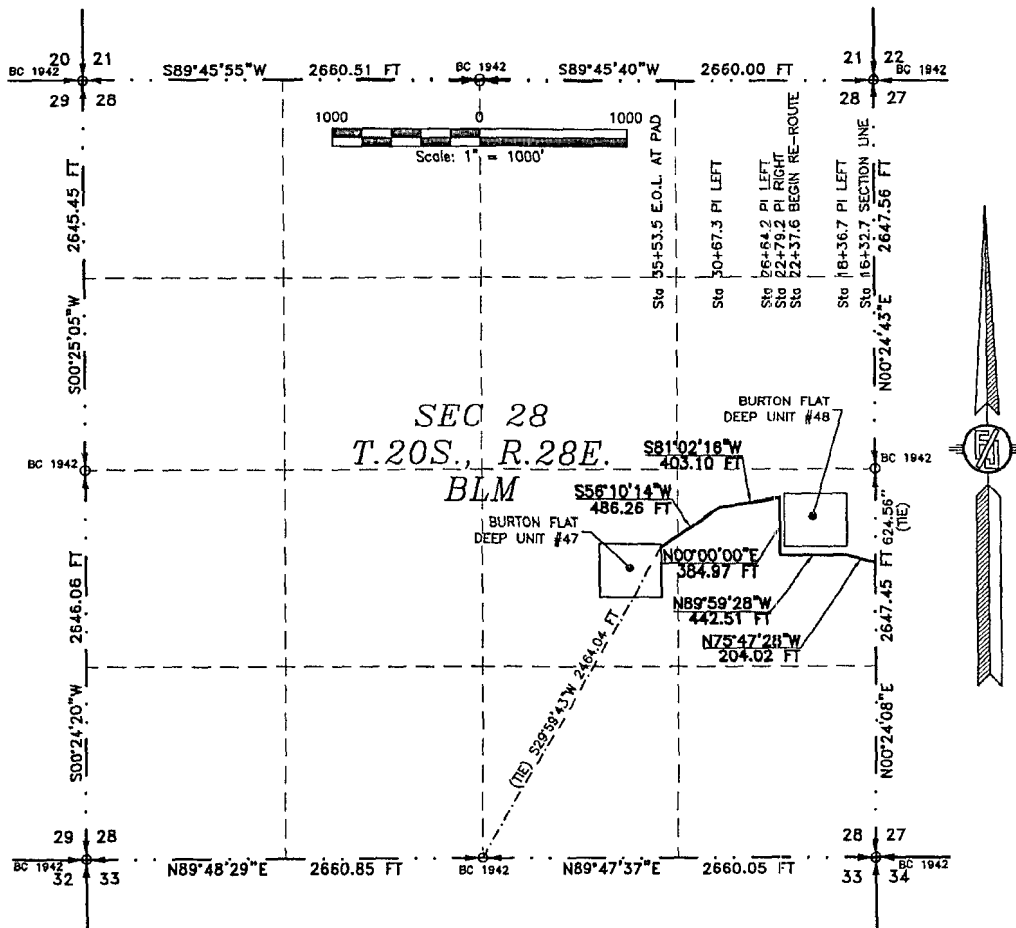 20 21
BC 1942
29 28
S89°45'55"W 2660.51 FT
BC 1942
S89°45'40"W 2660.00 FT
21 22
BC 1942
28 27
1000 0 1000
Scale: 1" = 1000'
Sta 35+53.5 E.O.L. AT PAD
Sta 30+67.3 PI LEFT
Sta 26+64.2 PI LEFT
Sta 22+79.2 PI RIGHT
Sta 22+37.6 BEGIN RE-ROUTE
Sta 18+36.7 PI LEFT
Sta 16+32.7 SECTION LINE
S00°25'05"W 2645.45 FT
N00°24'43"E 2647.56 FT
SEC 28
T.20S., R.28E.
BLM
BURTON FLAT
DEEP UNIT #48
BC 1942
BC 1942
S81°02'18"W
403.10 FT
S56°10'14"W
486.26 FT
624.56"
(TIE)
BURTON FLAT
DEEP UNIT #47
N00°00'00"E
384.97 FT
N89°59'28"W
442.51 FT
N75°47'28"W
204.02 FT
S00°24'20"W 2646.06 FT
N00°24'08"E 2647.45 FT
(TIE) S29°59'43"W 2464.04 FT
29 28
BC 1942
32 33
N89°48'29"E 2660.85 FT
BC 1942
N89°47'37"E 2660.05 FT
28 27
BC 1942
33 34